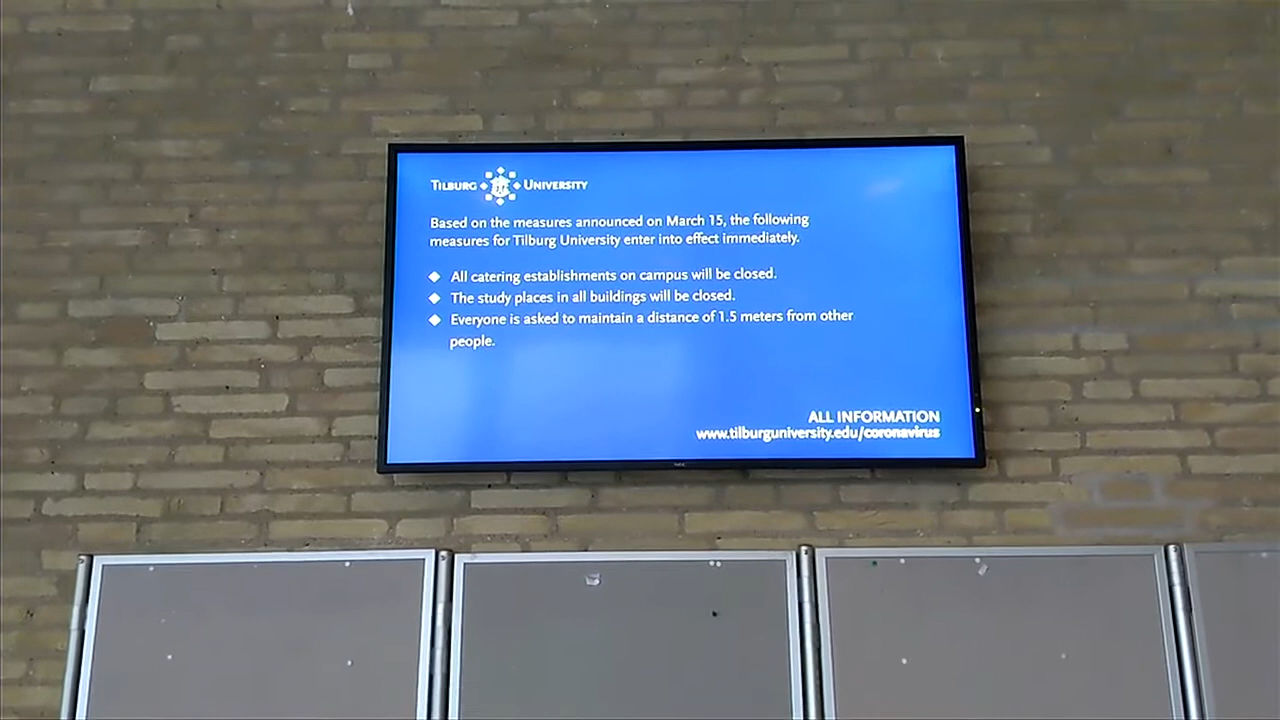 TILBURG UNIVERSITY
Based on the measures announced on March 15, the following
measures for Tilburg University enter into effect immediately.
All catering establishments on campus will be closed.
The study places in all buildings will be closed.
Everyone is asked to maintain a distance of 1.5 meters from other
people.
ALL INFORMATION
www.tilburguniversity.edu/coronavirus
NEC